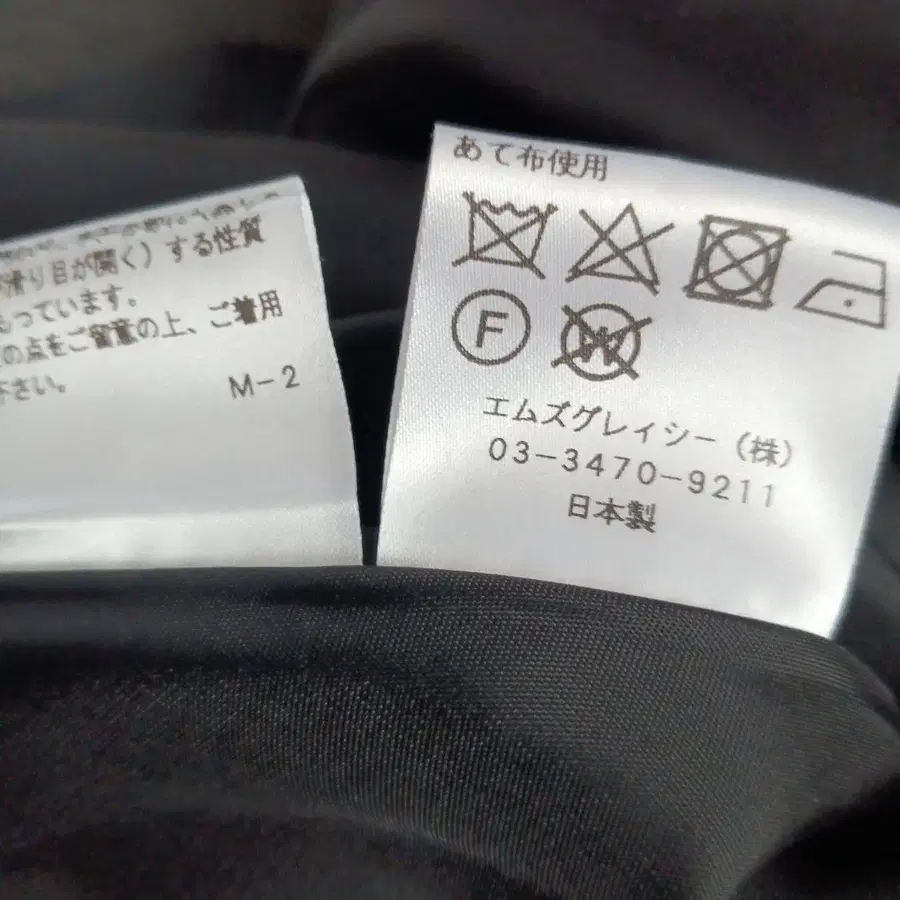 滑り目が開く）する性質
もっています。
の点をご留意の上、ご着用
下さい。
M-2
あて布使用
F
W
エムズグレイシー（株）
03-3470-9211
日本製